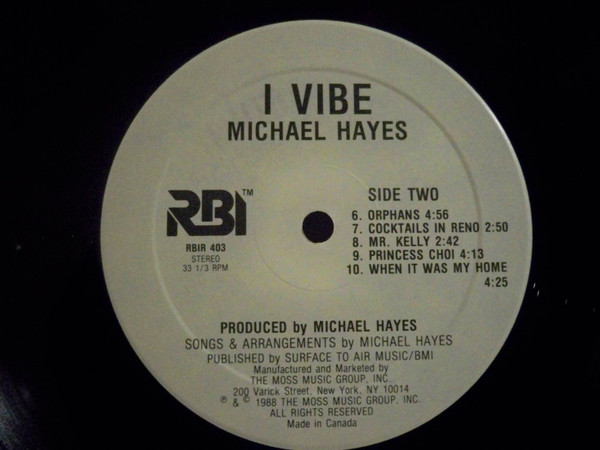 I VIBE
MICHAEL HAYES
RBI™
RBIR 403
STEREO
33 1/3 RPM
SIDE TWO
6. ORPHANS 4:56
7. COCKTAILS IN RENO 2:50
8. MR. KELLY 2:42
9. PRINCESS CHOI 4:13
10. WHEN IT WAS MY HOME
4:25
PRODUCED by MICHAEL HAYES
SONGS & ARRANGEMENTS by MICHAEL HAYES
PUBLISHED by SURFACE TO AIR MUSIC/BMI
Manufactured and Marketed by
THE MOSS MUSIC GROUP, INC.
200 Varick Street, New York, NY 10014
℗ & © 1988 THE MOSS MUSIC GROUP, INC.
ALL RIGHTS RESERVED
Made in Canada